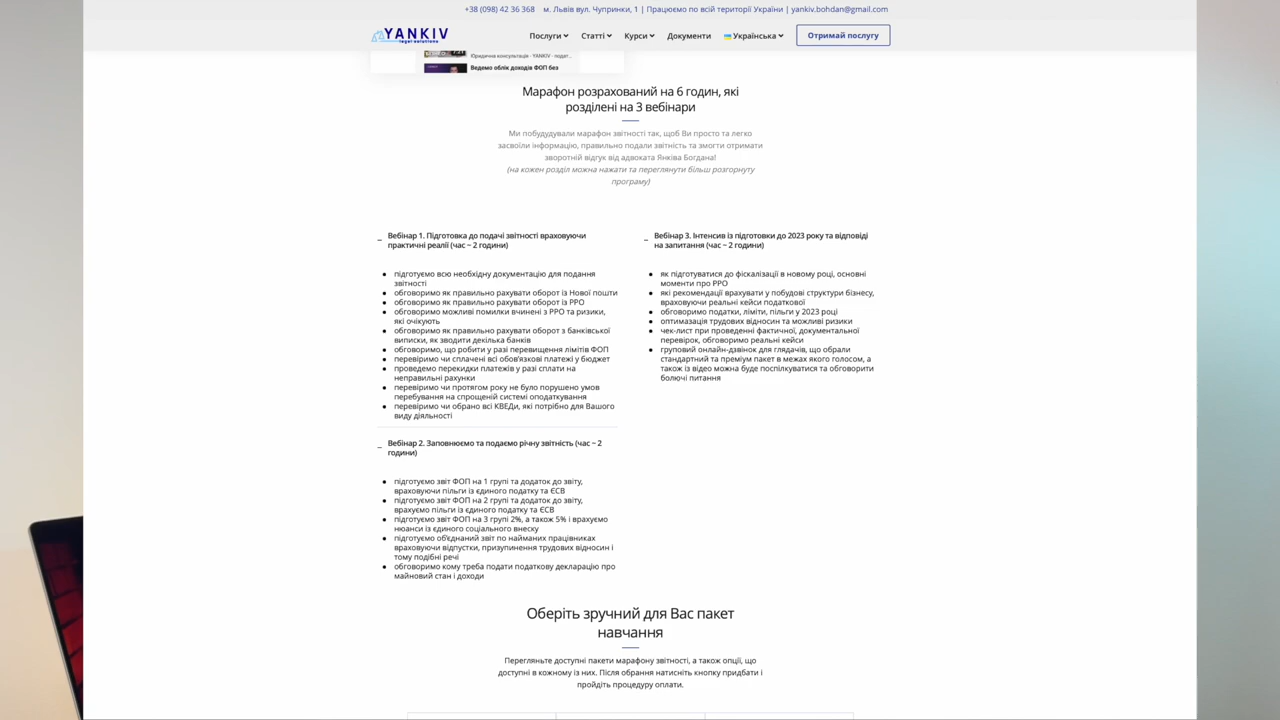 +38 (098) 42 36 368 м. Львів вул. Чупринки, 1 | Працюємо по всій території України | yankiv.bohdan@gmail.com
YANKIV
legal solutions
Послуги Статті Курси Документи Українська Отримай послугу
Юридична консультація - YANKIV - подат...
Ведемо облік доходів ФОП без
Марафон розрахований на 6 годин, які
розділені на 3 вебінари
Ми побудудували марафон звітності так, щоб Ви просто та легко
засвоїли інформацію, правильно подали звітність та змогти отримати
зворотній відгук від адвоката Янківа Богдана!
(на кожен розділ можна нажати та переглянути більш розгорнуту
програму)
Вебінар 1. Підготовка до подачі звітності враховуючи
практичні реалії (час ~ 2 години)
підготуємо всю необхідну документацію для подання
звітності
обговоримо як правильно рахувати оборот із Нової пошти
обговоримо як правильно рахувати оборот із РРО
обговоримо можливі помилки вчинені з РРО та ризики,
які очікують
обговоримо як правильно рахувати оборот з банківської
виписки, як зводити декілька банків
обговоримо, що робити у разі перевищення лімітів ФОП
перевіримо чи сплачені всі обов'язкові платежі у бюджет
проведемо перекидки платежів у разі сплати на
неправильні рахунки
перевіримо чи протягом року не було порушено умов
перебування на спрощеній системі оподаткування
перевіримо чи обрано всі КВЕДи, які потрібно для Вашого
виду діяльності
Вебінар 2. Заповнюємо та подаємо річну звітність (час ~ 2
години)
підготуємо звіт ФОП на 1 групі та додаток до звіту,
враховуючи пільги із єдиного податку та ЄСВ
підготуємо звіт ФОП на 2 групі та додаток до звіту,
врахуємо пільги із єдиного податку та ЄСВ
підготуємо звіт ФОП на 3 групі 2%, а також 5% і врахуємо
нюанси із єдиного соціального внеску
підготуємо об'єднаний звіт по найманих працівниках
враховуючи відпустки, призупинення трудових відносин і
тому подібні речі
обговоримо кому треба подати податкову декларацію про
майновий стан і доходи
Вебінар 3. Інтенсив із підготовки до 2023 року та відповіді
на запитання (час ~ 2 години)
як підготуватися до фіскалізації в новому році, основні
моменти про РРО
які рекомендації врахувати у побудові структури бізнесу,
враховуючи реальні кейси податкової
обговоримо податки, ліміти, пільги у 2023 році
оптимазація трудових відносин та можливі ризики
чек-лист при проведенні фактичної, документальної
перевірок, обговоримо реальні кейси
груповий онлайн-дзвінок для глядачів, що обрали
стандартний та преміум пакет в межах якого голосом, а
також із відео можна буде поспілкуватися та обговорити
болючі питання
Оберіть зручний для Вас пакет
навчання
Перегляньте доступні пакети марафону звітності, а також опції, що
доступні в кожному із них. Після обрання натисніть кнопку придбати і
пройдіть процедуру оплати.